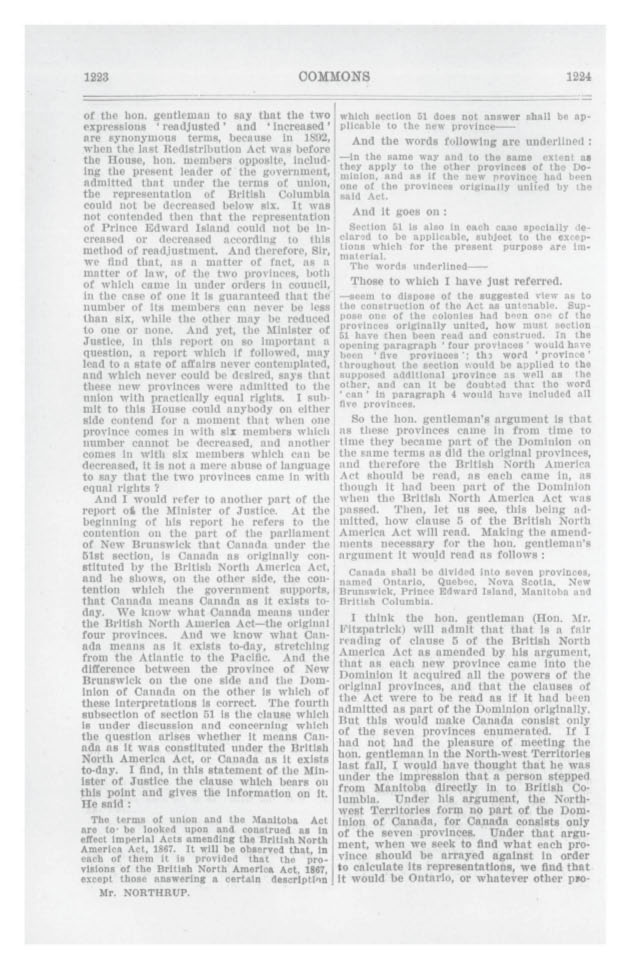 1223 COMMONS 1224
of the hon. gentleman to say that the two
expressions ‘readjusted’ and ‘increased’
are synonymous terms, because in 1892,
when the last Redistribution Act was before
the House, hon. members opposite, includ-
ing the present leader of the government,
admitted that under the terms of union,
the representation of British Columbia
could not be decreased below six. It was
not contended then that the representation
of Prince Edward Island could not be in-
creased or decreased according to this
method of readjustment. And therefore, Sir,
we find that, as a matter of fact, as a
matter of law, of the two provinces, both
of which came in under orders in council,
in the case of one it is guaranteed that the
number of its members can never be less
than six, while the other may be reduced
to one or none. And yet, the Minister of
Justice, in this report on so important a
question, a report which if followed, may
lead to a state of affairs never contemplated,
and which never could be desired, says that
these new provinces were admitted to the
union with practically equal rights. I sub-
mit to this House could anybody on either
side contend for a moment that when one
province comes in with six members which
number cannot be decreased, and another
comes in with six members which can be
decreased, it is not a mere abuse of language
to say that the two provinces came in with
equal rights ?
And I would refer to another part of the
report of the Minister of Justice. At the
beginning of his report he refers to the
contention on the part of the parliament
of New Brunswick that Canada under the
51st section, is Canada as originally con-
stituted by the British North America Act,
and he shows, on the other side, the con-
tention which the government supports,
that Canada means Canada as it exists to-
day. We know what Canada means under
the British North America Act—the original
four provinces. And we know what Can-
ada means as it exists to-day, stretching
from the Atlantic to the Pacific. And the
difference between the province of New
Brunswick on the one side and the Dom-
inion of Canada on the other is which of
these interpretations is correct. The fourth
subsection of section 51 is the clause which
is under discussion and concerning which
the question arises whether it means Can-
ada as it was constituted under the British
North America Act, or Canada as it exists
to-day. I find, in this statement of the Min-
ister of Justice the clause which bears on
this point and gives the information on it.
He said :
The terms of union and the Manitoba Act
are to be looked upon and construed as in
effect imperial Acts amending the British North
America Act, 1867. It will be observed that, in
each of them it is provided that the pro-
visions of the British North America Act, 1867,
except those answering a certain description
Mr. NORTHRUP.
which section 51 does not answer shall be ap-
plicable to the new province——
And the words following are underlined :
—in the same way and to the same extent as
they apply to the other provinces of the Do-
minion, and as if the new province had been
one of the provinces originally united by the
said Act.
And it goes on :
Section 51 is also in each case specially de-
clared to be applicable, subject to the excep-
tions which for the present purpose are im-
material.
The words underlined——
Those to which I have just referred.
—seem to dispose of the suggested view as to
the construction of the Act as untenable. Sup-
pose one of the colonies had been one of the
provinces originally united, how must section
51 have then been read and construed. In the
opening paragraph ‘four provinces’ would have
been ‘five provinces’; the word ‘province’
throughout the section would be applied to the
supposed additional province as well as the
other, and can it be doubted that the word
‘can’ in paragraph 4 would have included all
five provinces.
So the hon. gentleman's argument is that
as these provinces came in from time to
time they became part of the Dominion on
the same terms as did the original provinces,
and therefore the British North America
Act should be read, as each came in, as
though it had been part of the Dominion
when the British North America Act was
passed. Then, let us see, this being ad-
mitted, how clause 5 of the British North
America Act will read. Making the amend-
ments necessary for the hon. gentleman's
argument it would read as follows :
Canada shall be divided into seven provinces,
named Ontario, Quebec, Nova Scotia, New
Brunswick, Prince Edward Island, Manitoba and
British Columbia.
I think the hon. gentleman (Hon. Mr.
Fitzpatrick) will admit that that is a fair
reading of clause 5 of the British North
America Act as amended by his argument,
that as each new province came into the
Dominion it acquired all the powers of the
original provinces, and that the clauses of
the Act were to be read as if it had been
admitted as part of the Dominion originally.
But this would make Canada consist only
of the seven provinces enumerated. If I
had not had the pleasure of meeting the
hon. gentleman in the North-west Territories
last fall, I would have thought that he was
under the impression that a person stepped
from Manitoba directly in to British Co-
lumbia. Under his argument, the North-
west Territories form no part of the Dom-
inion of Canada, for Canada consists only
of the seven provinces. Under that argu-
ment, when we seek to find what each pro-
vince should be arrayed against in order
to calculate its representations, we find that
it would be Ontario, or whatever other pro-